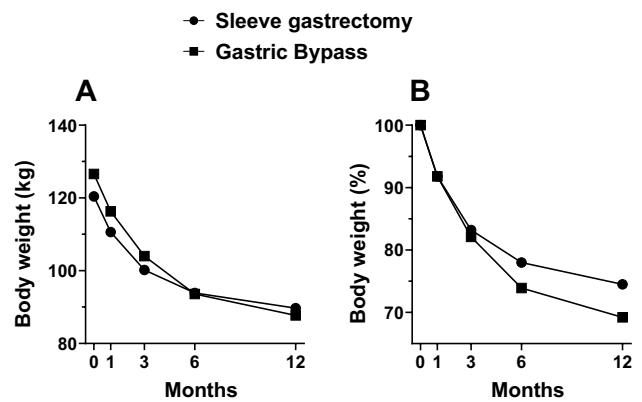 Sleeve gastrectomy
Gastric Bypass
A
B
Body weight (kg)
140
120
100
80
0 1 3 6 12
Months
Body weight (%)
100
90
80
70
0 1 3 6 12
Months